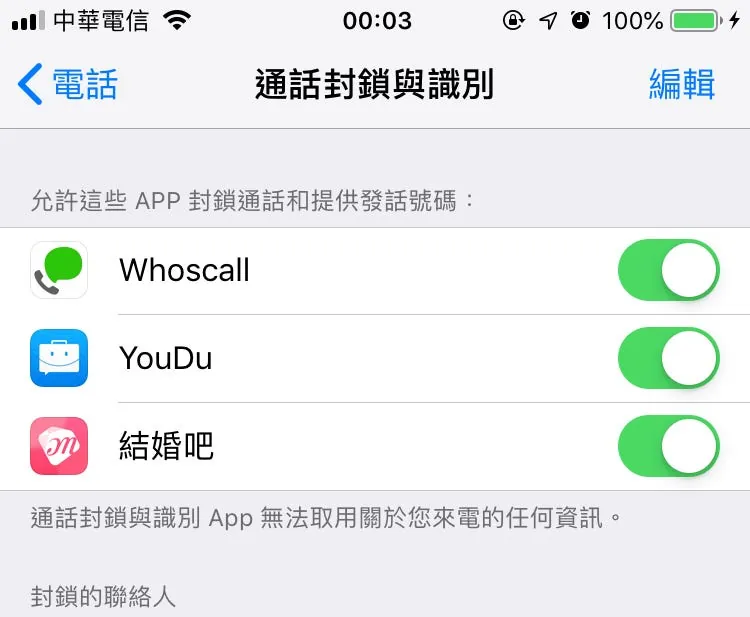 中華電信 00:03 100%
電話 通話封鎖與識別 編輯
允許這些 APP 封鎖通話和提供發話號碼：
Whoscall
YouDu
結婚吧
通話封鎖與識別 App 無法取用關於您來電的任何資訊。
封鎖的聯絡人